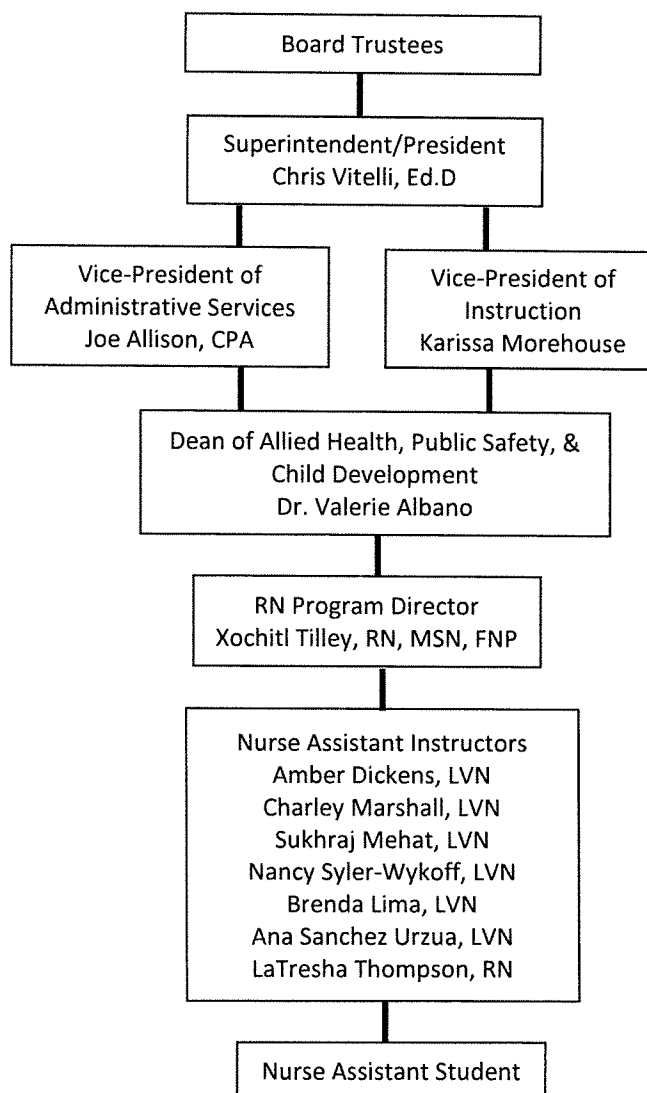 Board Trustees
Superintendent/President
Chris Vitelli, Ed.D
Vice-President of
Administrative Services
Joe Allison, CPA
Vice-President of
Instruction
Karissa Morehouse
Dean of Allied Health, Public Safety, &
Child Development
Dr. Valerie Albano
RN Program Director
Xochitl Tilley, RN, MSN, FNP
Nurse Assistant Instructors
Amber Dickens, LVN
Charley Marshall, LVN
Sukhraj Mehat, LVN
Nancy Syler-Wykoff, LVN
Brenda Lima, LVN
Ana Sanchez Urzua, LVN
LaTresha Thompson, RN
Nurse Assistant Student